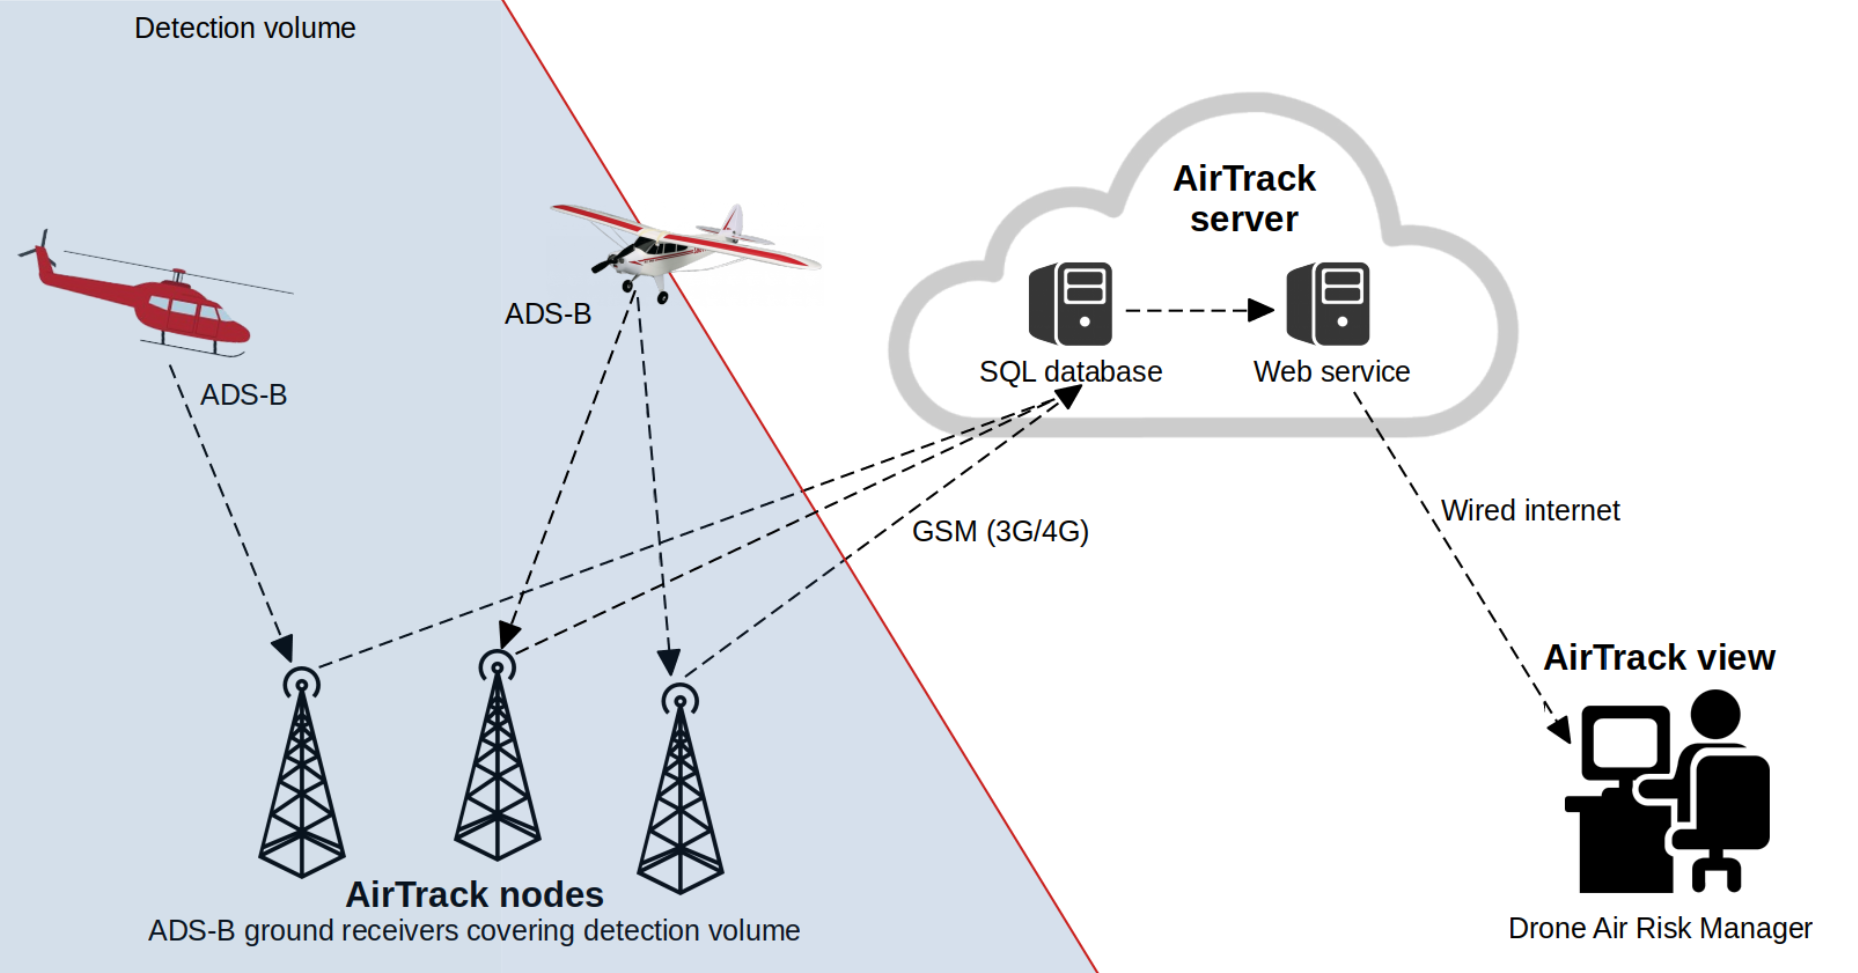 Detection volume
AirTrack
server
ADS-B
ADS-B
SQL database
Web service
GSM (3G/4G)
Wired internet
AirTrack view
Drone Air Risk Manager
AirTrack nodes
ADS-B ground receivers covering detection volume